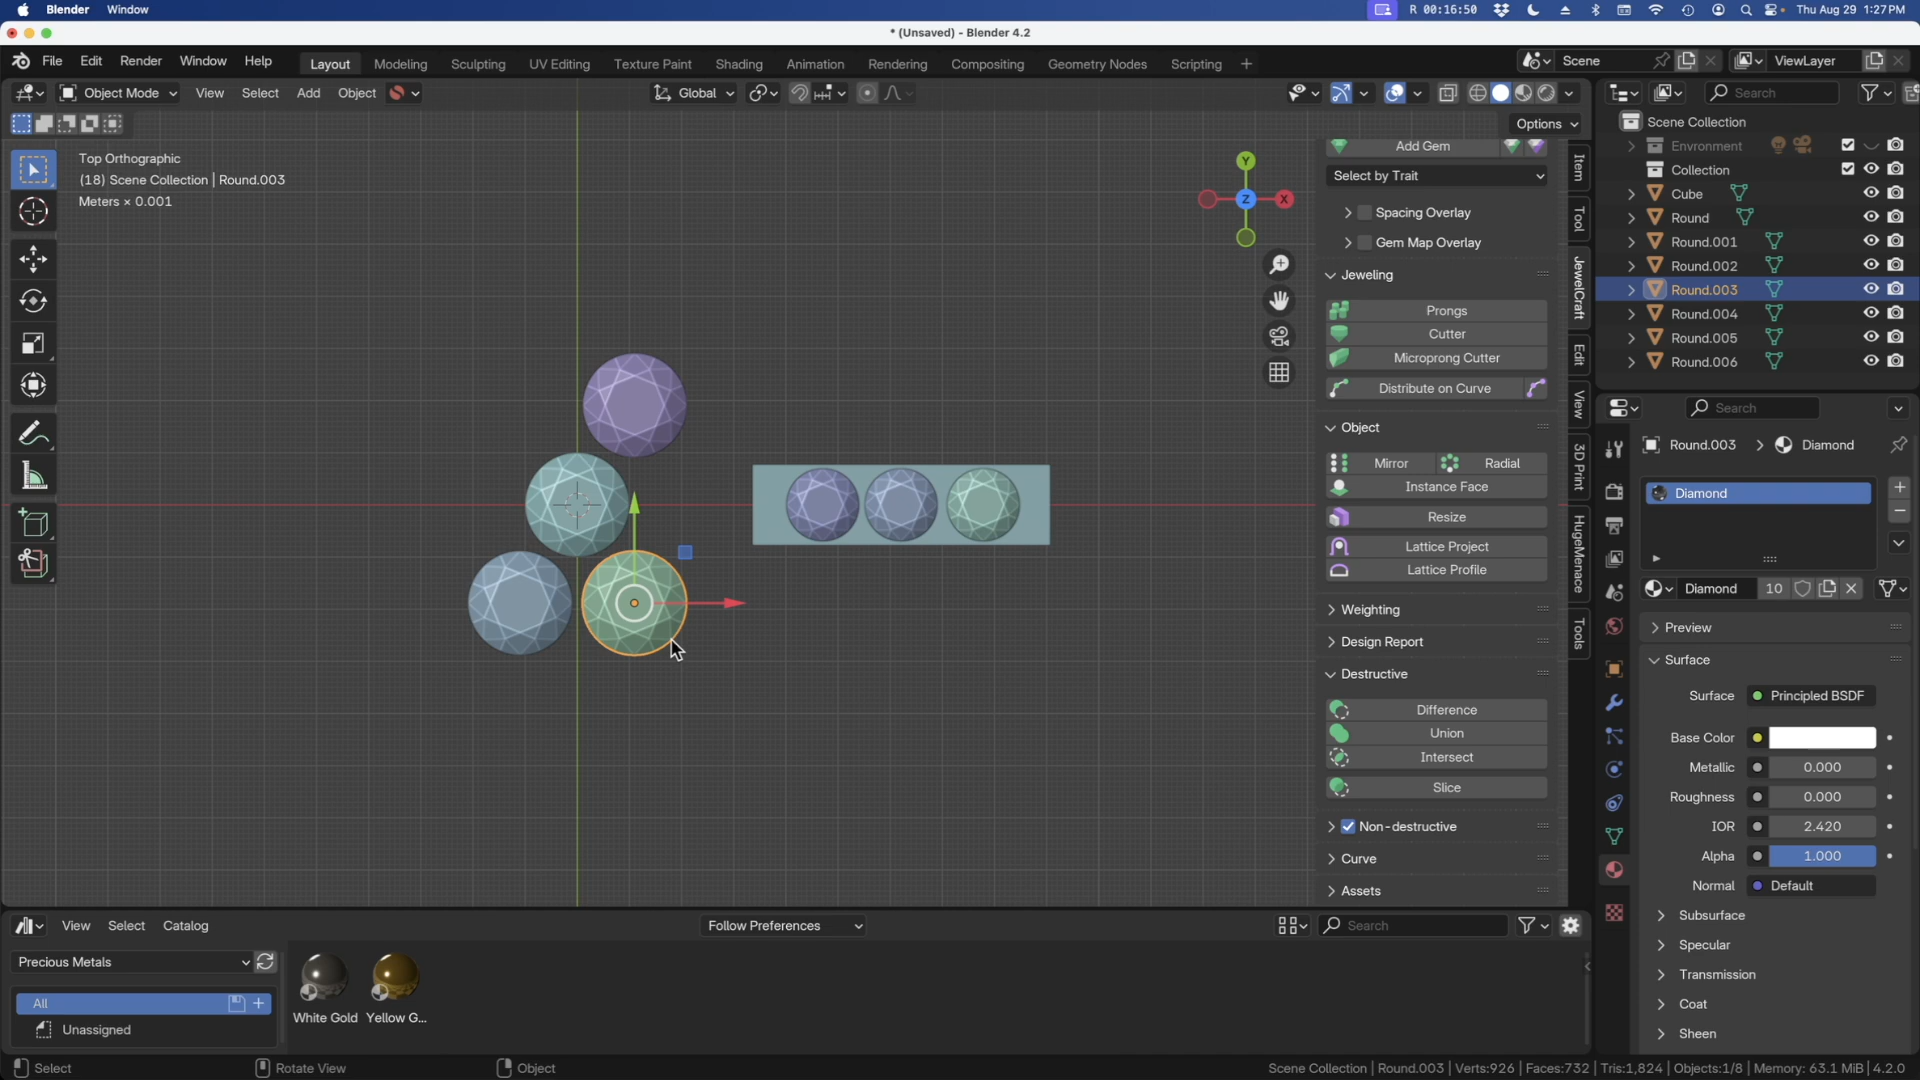 Blender Window R 00:16:50 Thu Aug 29 1:27 PM
* (Unsaved) - Blender 4.2
File Edit Render Window Help Layout Modeling Sculpting UV Editing Texture Paint Shading Animation Rendering Compositing Geometry Nodes Scripting + Scene ViewLayer
Object Mode View Select Add Object Global Search
Options
Top Orthographic
(18) Scene Collection | Round.003
Meters × 0.001
Y
X
Z
Add Gem
Select by Trait
Spacing Overlay
Gem Map Overlay
Jeweling
Prongs
Cutter
Microprong Cutter
Distribute on Curve
Object
Mirror Radial
Instance Face
Resize
Lattice Project
Lattice Profile
Weighting
Design Report
Destructive
Difference
Union
Intersect
Slice
Non-destructive
Curve
Assets
Item
Tool
JewelCraft
Edit
View
3D Print
HugeMenace
Tools
Scene Collection
Environment
Collection
Cube
Round
Round.001
Round.002
Round.003
Round.004
Round.005
Round.006
Search
Round.003 > Diamond
Diamond
Diamond 10
Preview
Surface
Surface Principled BSDF
Base Color
Metallic 0.000
Roughness 0.000
IOR 2.420
Alpha 1.000
Normal Default
Subsurface
Specular
Transmission
Coat
Sheen
View Select Catalog Follow Preferences Search
Precious Metals
All
Unassigned
White Gold Yellow G...
Select Rotate View Object Scene Collection | Round.003 | Verts:926 | Faces:732 | Tris:1,824 | Objects:1/8 | Memory: 63.1 MiB | 4.2.0